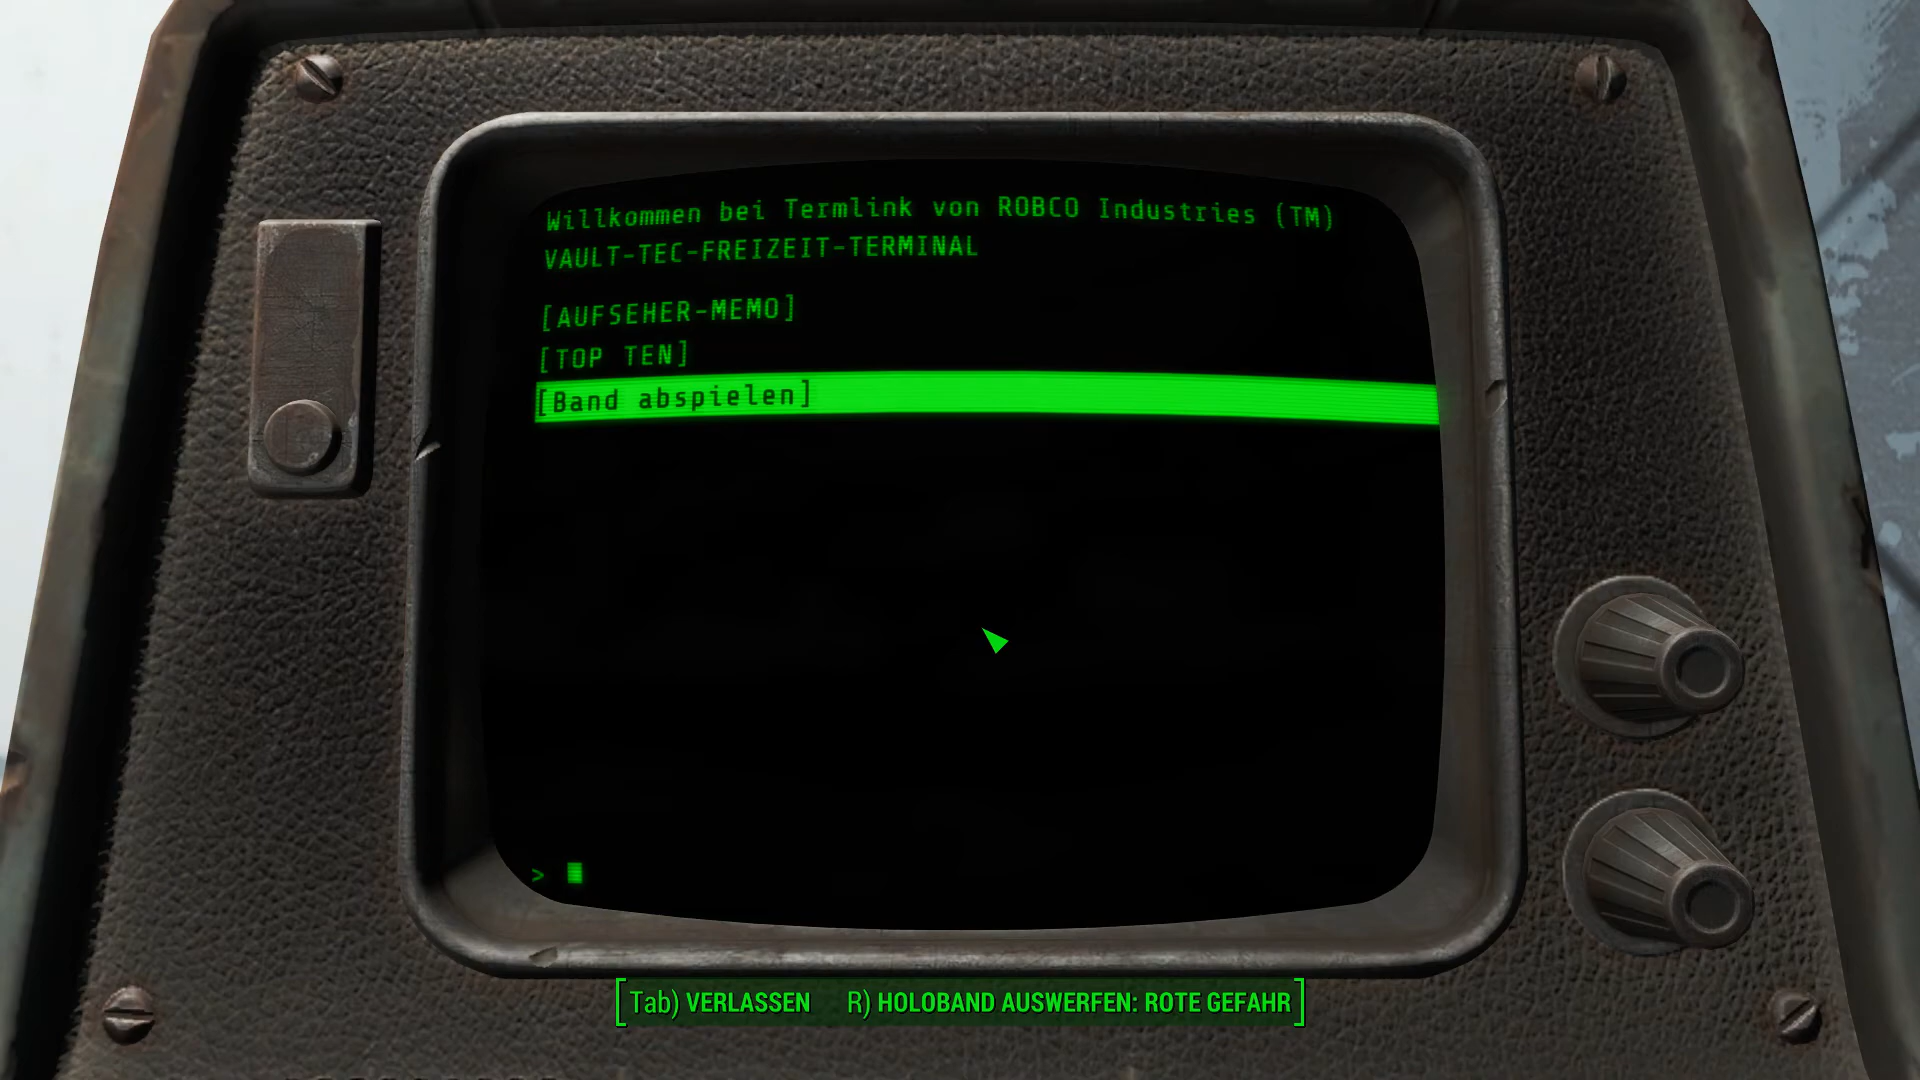 Willkommen bei Termlink von ROBCO Industries (TM)
VAULT-TEC-FREIZEIT-TERMINAL
[AUFSEHER-MEMO]
[TOP TEN]
[Band abspielen]
>
Tab) VERLASSEN R) HOLOBAND AUSWERFEN: ROTE GEFAHR